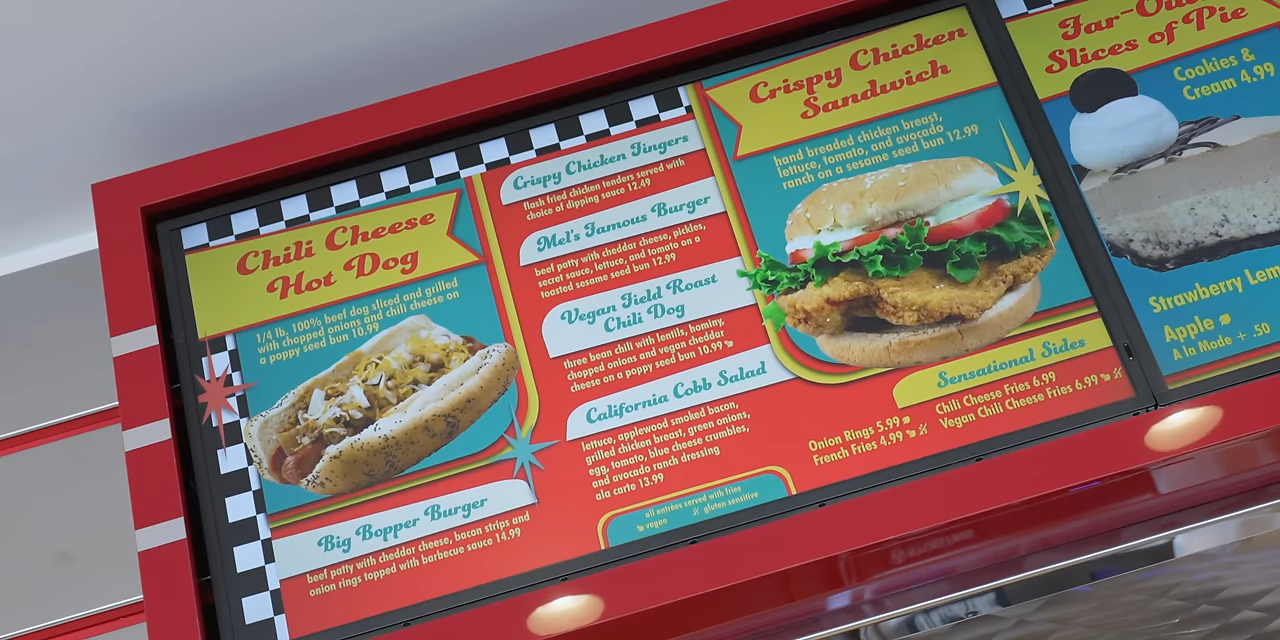 Chili Cheese
Hot Dog
1/4 lb, 100% beef dog sliced and grilled
with chopped onions and chili cheese on
a poppy seed bun 10.99
Big Bopper Burger
beef patty with cheddar cheese, bacon strips and
onion rings topped with barbecue sauce 14.99
Crispy Chicken Fingers
flash fried chicken tenders served with
choice of dipping sauce 12.49
Mel's Famous Burger
beef patty with cheddar cheese, pickles,
secret sauce, lettuce, and tomato on a
toasted sesame seed bun 12.99
Vegan Field Roast
Chili Dog
three bean chili with lentils, hominy,
chopped onions and vegan cheddar
cheese on a poppy seed bun 10.99
California Cobb Salad
lettuce, applewood smoked bacon,
grilled chicken breast, green onions,
egg, tomato, blue cheese crumbles,
and avocado ranch dressing
ala carte 13.99
all entrées served with fries
vegan gluten sensitive
Crispy Chicken
Sandwich
hand breaded chicken breast,
lettuce, tomato, and avocado
ranch on a sesame seed bun 12.99
Sensational Sides
Onion Rings 5.99
French Fries 4.99
Chili Cheese Fries 6.99
Vegan Chili Cheese Fries 6.99
Far-Out
Slices of Pie
Cookies &
Cream 4.99
Strawberry Lem
Apple
A la Mode + .50